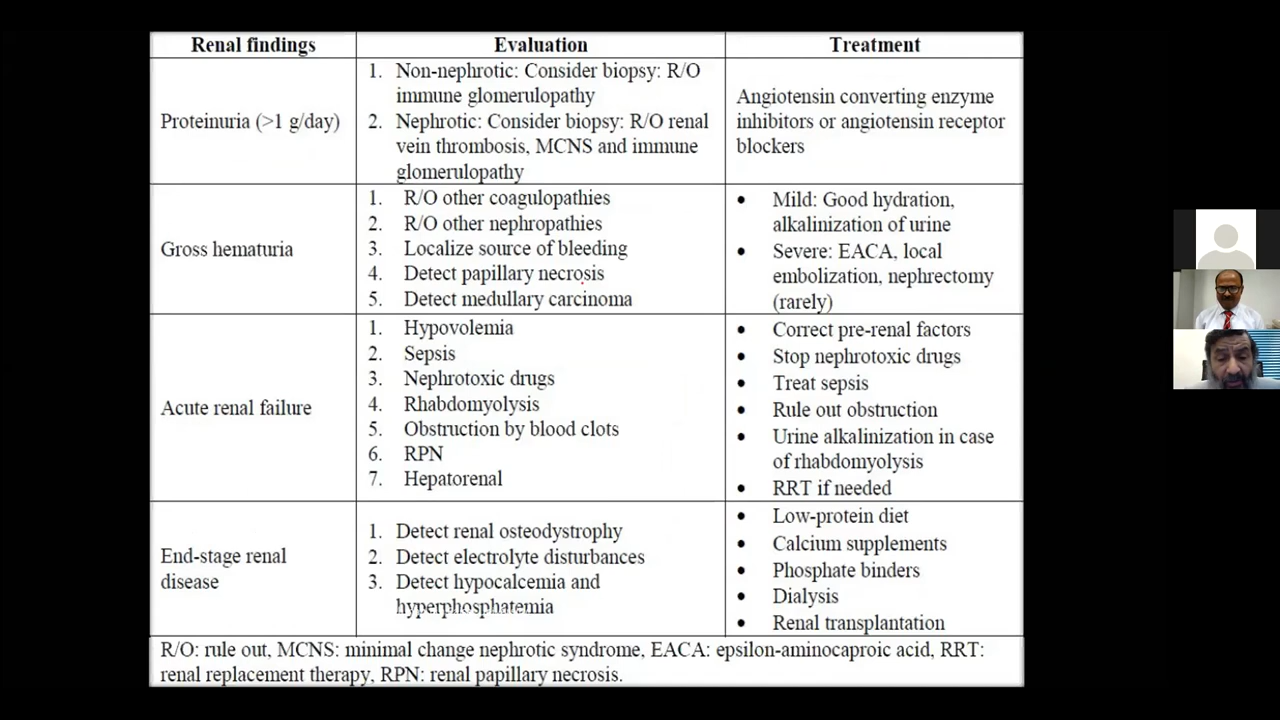 Renal findings
Evaluation
Treatment
Proteinuria (>1 g/day)
1. Non-nephrotic: Consider biopsy: R/O
immune glomerulopathy
2. Nephrotic: Consider biopsy: R/O renal
vein thrombosis, MCNS and immune
glomerulopathy
Angiotensin converting enzyme
inhibitors or angiotensin receptor
blockers
Gross hematuria
1. R/O other coagulopathies
2. R/O other nephropathies
3. Localize source of bleeding
4. Detect papillary necrosis
5. Detect medullary carcinoma
• Mild: Good hydration,
alkalinization of urine
• Severe: EACA, local
embolization, nephrectomy
(rarely)
Acute renal failure
1. Hypovolemia
2. Sepsis
3. Nephrotoxic drugs
4. Rhabdomyolysis
5. Obstruction by blood clots
6. RPN
7. Hepatorenal
• Correct pre-renal factors
• Stop nephrotoxic drugs
• Treat sepsis
• Rule out obstruction
• Urine alkalinization in case
of rhabdomyolysis
• RRT if needed
End-stage renal
disease
1. Detect renal osteodystrophy
2. Detect electrolyte disturbances
3. Detect hypocalcemia and
hyperphosphatemia
• Low-protein diet
• Calcium supplements
• Phosphate binders
• Dialysis
• Renal transplantation
R/O: rule out, MCNS: minimal change nephrotic syndrome, EACA: epsilon-aminocaproic acid, RRT:
renal replacement therapy, RPN: renal papillary necrosis.